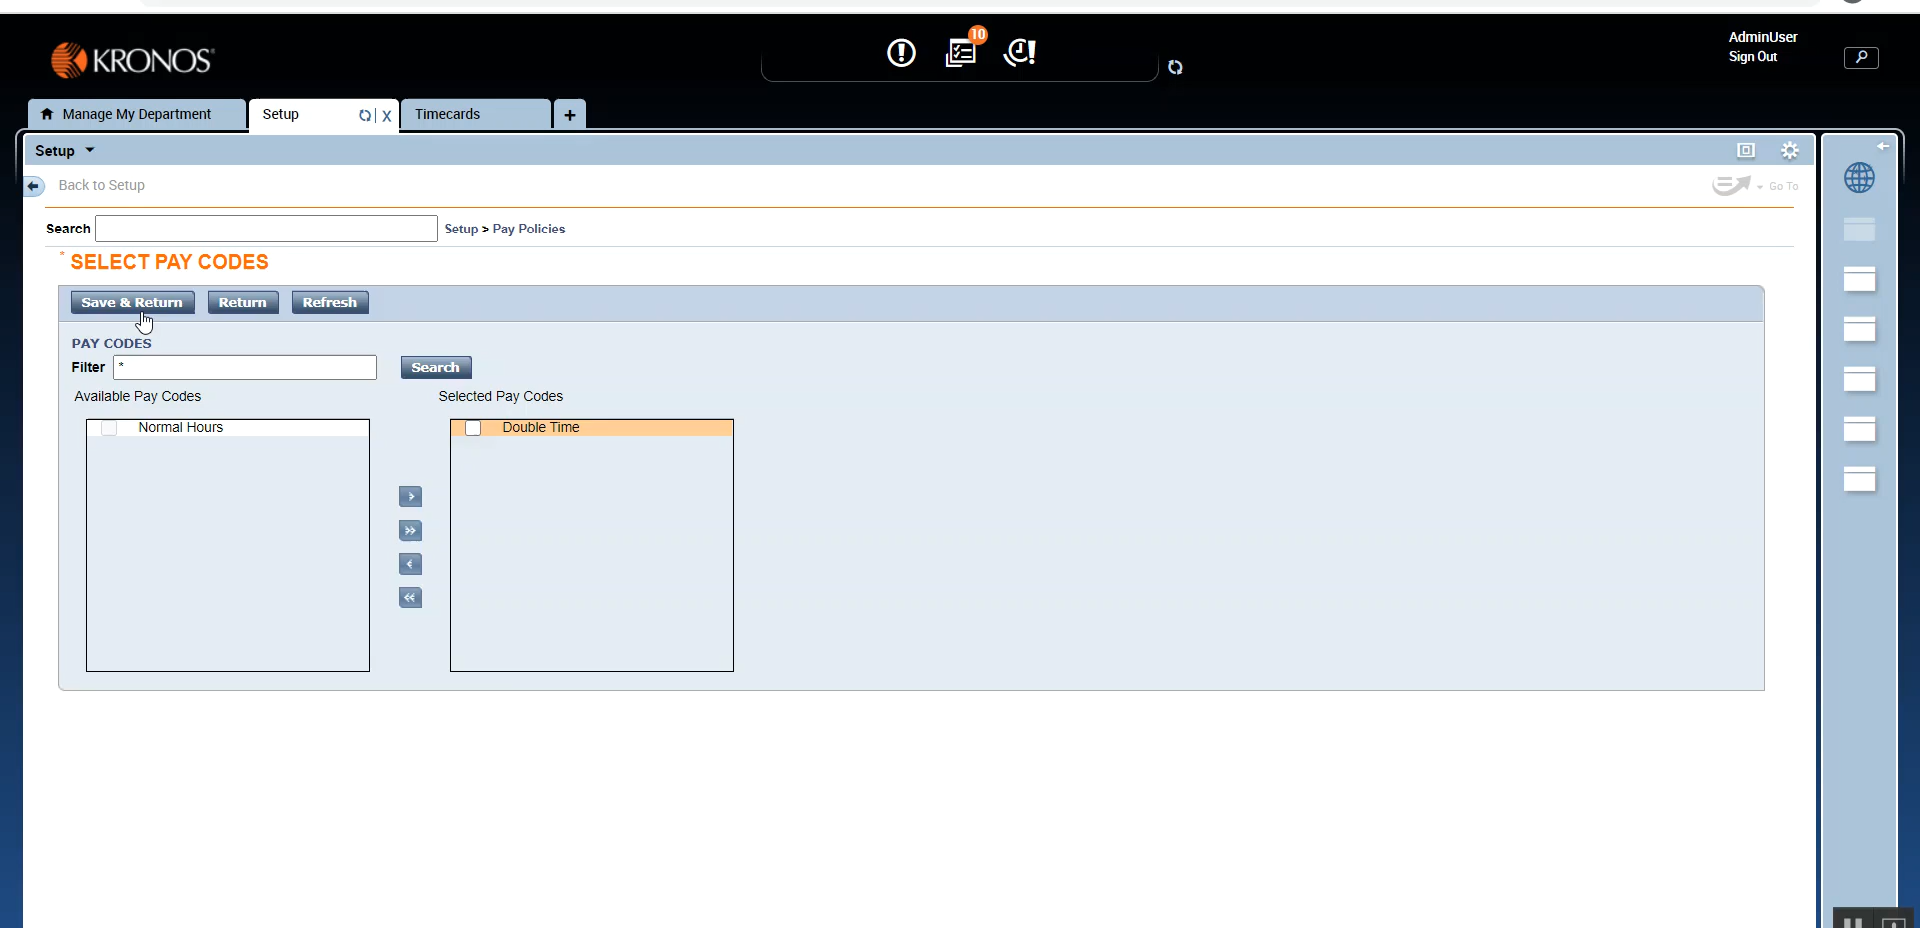 KRONOS
10
AdminUser
Sign Out
Manage My Department
Setup
X
Timecards
+
Setup
Back to Setup
Go To
Search
Setup > Pay Policies
* SELECT PAY CODES
Save & Return
Return
Refresh
PAY CODES
Filter *
Search
Available Pay Codes
Selected Pay Codes
Normal Hours
Double Time